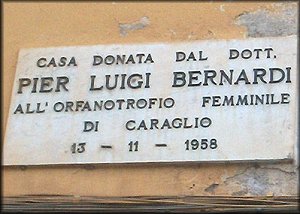 CASA DONATA DAL DOTT.
PIER LUIGI BERNARDI
ALL'ORFANOTROFIO FEMMINILE
DI CARAGLIO
13 - 11 - 1958